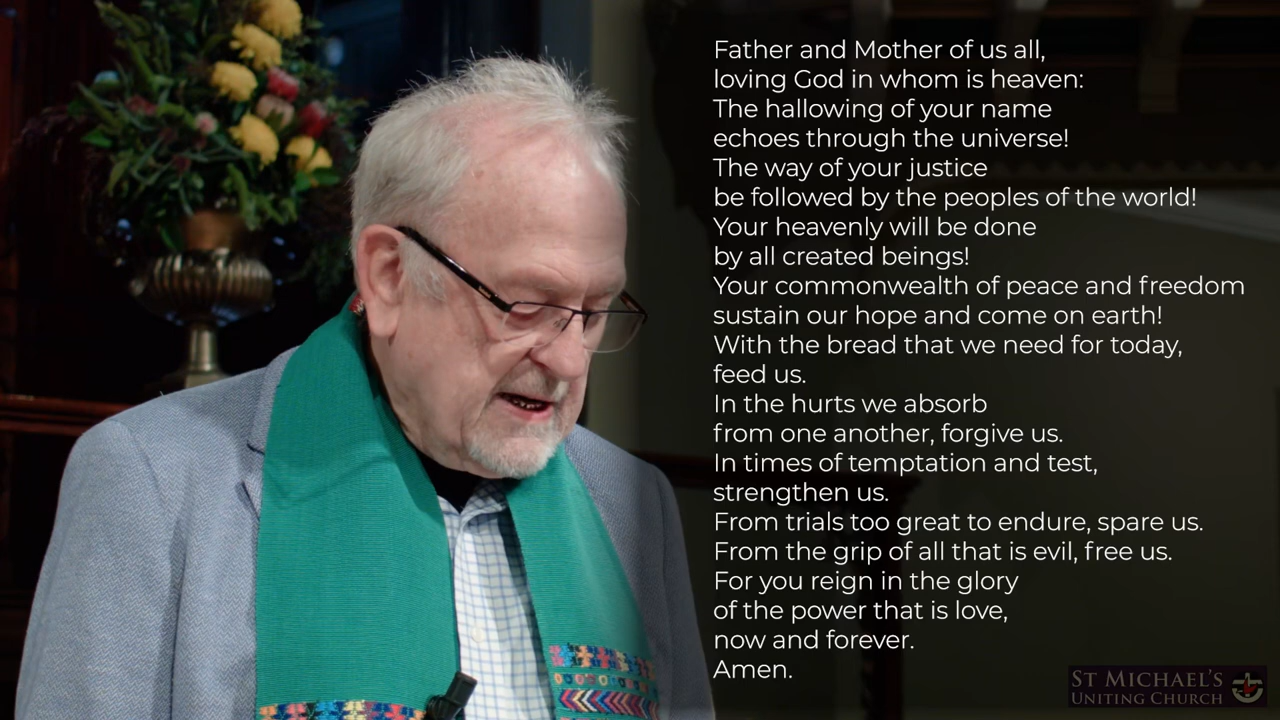 Father and Mother of us all,
loving God in whom is heaven:
The hallowing of your name
echoes through the universe!
The way of your justice
be followed by the peoples of the world!
Your heavenly will be done
by all created beings!
Your commonwealth of peace and freedom
sustain our hope and come on earth!
With the bread that we need for today,
feed us.
In the hurts we absorb
from one another, forgive us.
In times of temptation and test,
strengthen us.
From trials too great to endure, spare us.
From the grip of all that is evil, free us.
For you reign in the glory
of the power that is love,
now and forever.
Amen.
ST MICHAEL'S
UNITING CHURCH